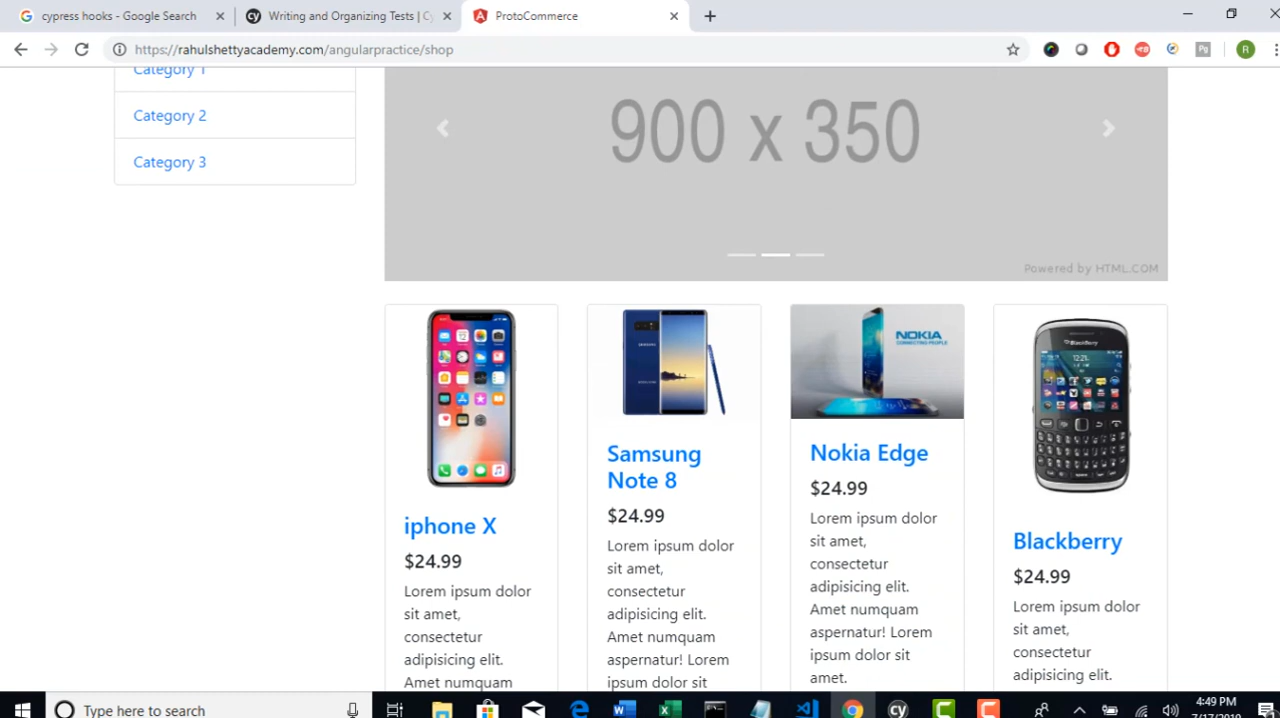 cypress hooks - Google Search
Writing and Organizing Tests | Cy
ProtoCommerce
https://rahulshettyacademy.com/angularpractice/shop
R
Category 1
Category 2
Category 3
900 x 350
Powered by HTML.COM
NOKIA
CONNECTING PEOPLE
BlackBerry
iphone X
$24.99
Lorem ipsum dolor
sit amet,
consectetur
adipisicing elit.
Amet numquam
Samsung
Note 8
$24.99
Lorem ipsum dolor
sit amet,
consectetur
adipisicing elit.
Amet numquam
aspernatur! Lorem
ipsum dolor sit
Nokia Edge
$24.99
Lorem ipsum dolor
sit amet,
consectetur
adipisicing elit.
Amet numquam
aspernatur! Lorem
ipsum dolor sit
amet.
Blackberry
$24.99
Lorem ipsum dolor
sit amet,
consectetur
adipisicing elit.
Type here to search
4:49 PM